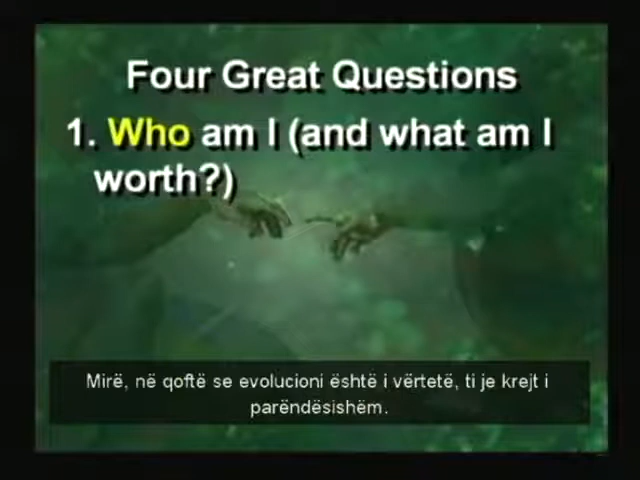 Four Great Questions
1. Who am I (and what am I
worth?)
Mirë, në qoftë se evolucioni është i vërtetë, ti je krejt i
parëndësishëm.